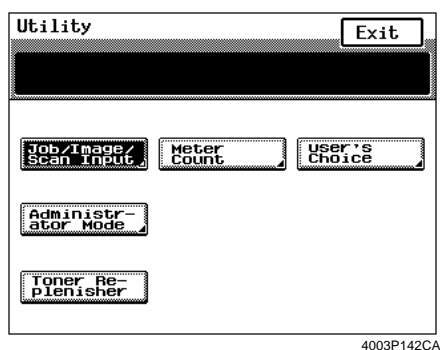 Utility
Exit
Job/Image/
Scan Input
Meter
Count
User's
Choice
Administr-
ator Mode
Toner Re-
plenisher
4003P142CA